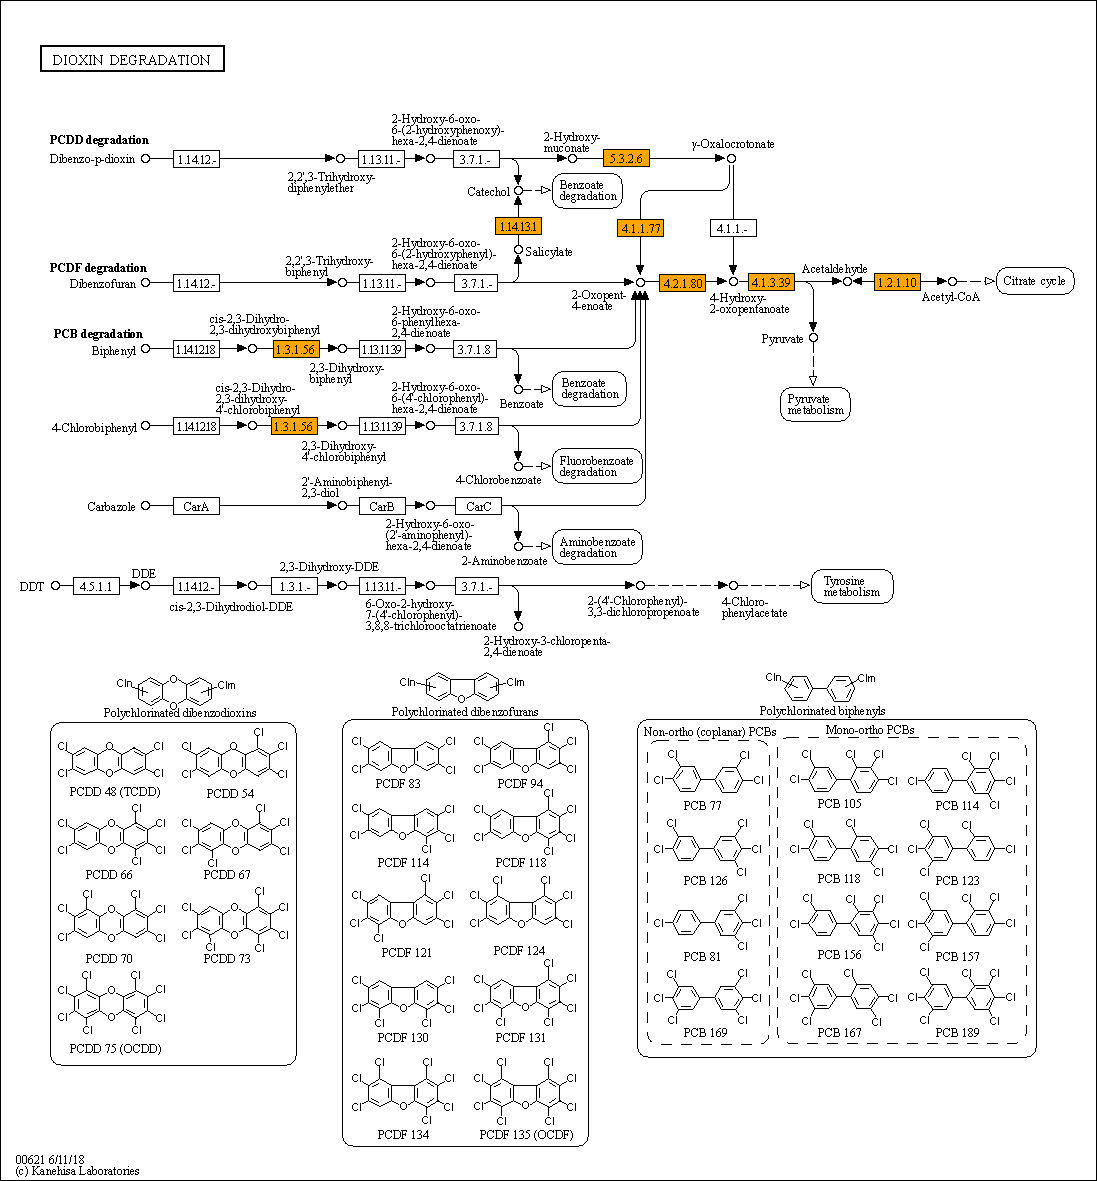 DIOXIN DEGRADATION
PCDD degradation
Dibenzo-p-dioxin
1.14.12.-
2,2',3-Trihydroxy-
diphenylether
1.13.11.-
2-Hydroxy-6-oxo-
6-(2-hydroxyphenoxy)-
hexa-2,4-dienoate
3.7.1.-
2-Hydroxy-
muconate
5.3.2.6
γ-Oxalocrotonate
Catechol
Benzoate
degradation
1.14.13.1
4.1.1.77
4.1.1.-
Salicylate
PCDF degradation
Dibenzofuran
1.14.12.-
2,2',3-Trihydroxy-
biphenyl
1.13.11.-
2-Hydroxy-6-oxo-
6-(2-hydroxyphenyl)-
hexa-2,4-dienoate
3.7.1.-
2-Oxopent-
4-enoate
4.2.1.80
4-Hydroxy-
2-oxopentanoate
4.1.3.39
Acetaldehyde
1.2.1.10
Acetyl-CoA
Citrate cycle
Pyruvate
Pyruvate
metabolism
PCB degradation
Biphenyl
1.14.12.18
cis-2,3-Dihydro-
2,3-dihydroxybiphenyl
1.3.1.56
2,3-Dihydroxy-
biphenyl
1.13.11.39
2-Hydroxy-6-oxo-
6-phenylhexa-
2,4-dienoate
3.7.1.8
Benzoate
Benzoate
degradation
4-Chlorobiphenyl
1.14.12.18
cis-2,3-Dihydro-
2,3-dihydroxy-
4'-chlorobiphenyl
1.3.1.56
2,3-Dihydroxy-
4'-chlorobiphenyl
1.13.11.39
2-Hydroxy-6-oxo-
6-(4'-chlorophenyl)-
hexa-2,4-dienoate
3.7.1.8
4-Chlorobenzoate
Fluorobenzoate
degradation
Carbazole
CarA
2'-Aminobiphenyl-
2,3-diol
CarB
2-Hydroxy-6-oxo-
(2'-aminophenyl)-
hexa-2,4-dienoate
CarC
2-Aminobenzoate
Aminobenzoate
degradation
DDT
4.5.1.1
DDE
1.14.12.-
cis-2,3-Dihydrodiol-DDE
1.3.1.-
2,3-Dihydroxy-DDE
1.13.11.-
6-Oxo-2-hydroxy-
7-(4'-chlorophenyl)-
3,8,8-trichlorooctatrienoate
3.7.1.-
2-Hydroxy-3-chloropenta-
2,4-dienoate
2-(4'-Chlorophenyl)-
3,3-dichloropropenoate
4-Chloro-
phenylacetate
Tyrosine
metabolism
Cln Clm
O
O
Polychlorinated dibenzodioxins
PCDD 48 (TCDD)
PCDD 54
PCDD 66
PCDD 67
PCDD 70
PCDD 73
PCDD 75 (OCDD)
Cln Clm
O
Polychlorinated dibenzofurans
PCDF 83
PCDF 94
PCDF 114
PCDF 118
PCDF 121
PCDF 124
PCDF 130
PCDF 131
PCDF 134
PCDF 135 (OCDF)
Cln Clm
Polychlorinated biphenyls
Non-ortho (coplanar) PCBs
PCB 77
PCB 126
PCB 81
PCB 169
Mono-ortho PCBs
PCB 105
PCB 114
PCB 118
PCB 123
PCB 156
PCB 157
PCB 167
PCB 189
00621 6/11/18
(c) Kanehisa Laboratories